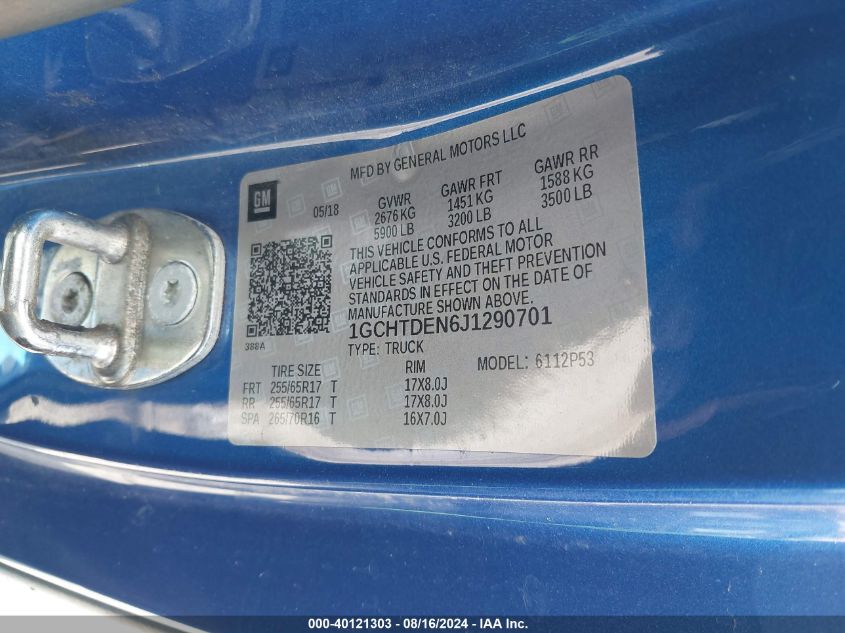 MFD BY GENERAL MOTORS LLC
GM
05/18
GVWR GAWR FRT GAWR RR
2676 KG 1451 KG 1588 KG
5900 LB 3200 LB 3500 LB
THIS VEHICLE CONFORMS TO ALL
APPLICABLE U.S. FEDERAL MOTOR
VEHICLE SAFETY AND THEFT PREVENTION
STANDARDS IN EFFECT ON THE DATE OF
MANUFACTURE SHOWN ABOVE.
388A
1GCHTDEN6J1290701
TYPE: TRUCK MODEL: 6112P53
TIRE SIZE RIM
FRT 255/65R17 T 17X8.0J
RR 255/65R17 T 17X8.0J
SPA 265/70R16 T 16X7.0J
000-40121303 - 08/16/2024 - IAAI.com